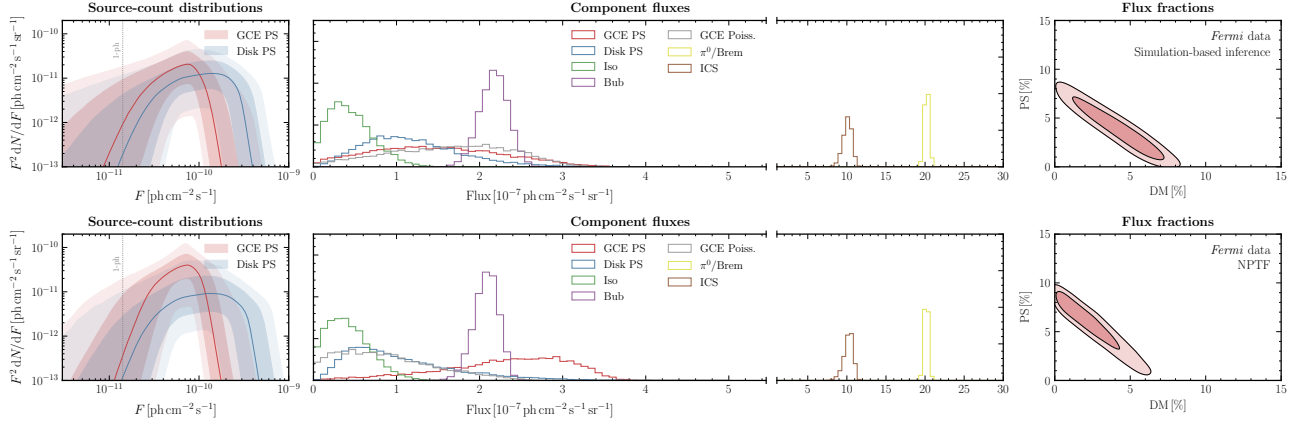 Source-count distributions
Component fluxes
Flux fractions
10⁻¹⁰
10⁻¹¹
10⁻¹²
10⁻¹³
F² dN/dF [ph cm⁻² s⁻¹ sr⁻¹]
1-ph
GCE PS
Disk PS
10⁻¹¹
10⁻¹⁰
10⁻⁹
F [ph cm⁻² s⁻¹]
GCE PS
Disk PS
Iso
Bub
GCE Poiss.
π⁰/Brem
ICS
0
1
2
3
4
5
10
15
20
25
30
Flux [10⁻⁷ ph cm⁻² s⁻¹ sr⁻¹]
Fermi data
Simulation-based inference
15
10
5
0
PS [%]
0
5
10
15
DM [%]
Source-count distributions
Component fluxes
Flux fractions
10⁻¹⁰
10⁻¹¹
10⁻¹²
10⁻¹³
F² dN/dF [ph cm⁻² s⁻¹ sr⁻¹]
1-ph
GCE PS
Disk PS
10⁻¹¹
10⁻¹⁰
10⁻⁹
F [ph cm⁻² s⁻¹]
GCE PS
Disk PS
Iso
Bub
GCE Poiss.
π⁰/Brem
ICS
0
1
2
3
4
5
10
15
20
25
30
Flux [10⁻⁷ ph cm⁻² s⁻¹ sr⁻¹]
Fermi data
NPTF
15
10
5
0
PS [%]
0
5
10
15
DM [%]